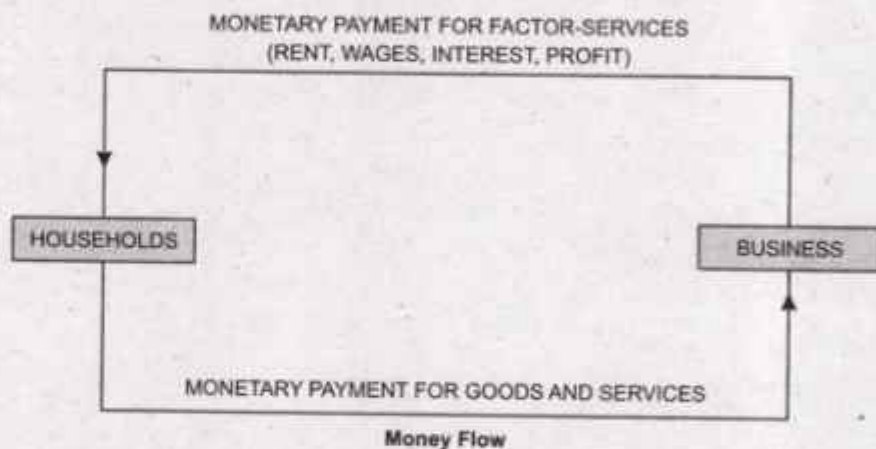 MONETARY PAYMENT FOR FACTOR-SERVICES
(RENT, WAGES, INTEREST, PROFIT)
HOUSEHOLDS
BUSINESS
MONETARY PAYMENT FOR GOODS AND SERVICES
Money Flow